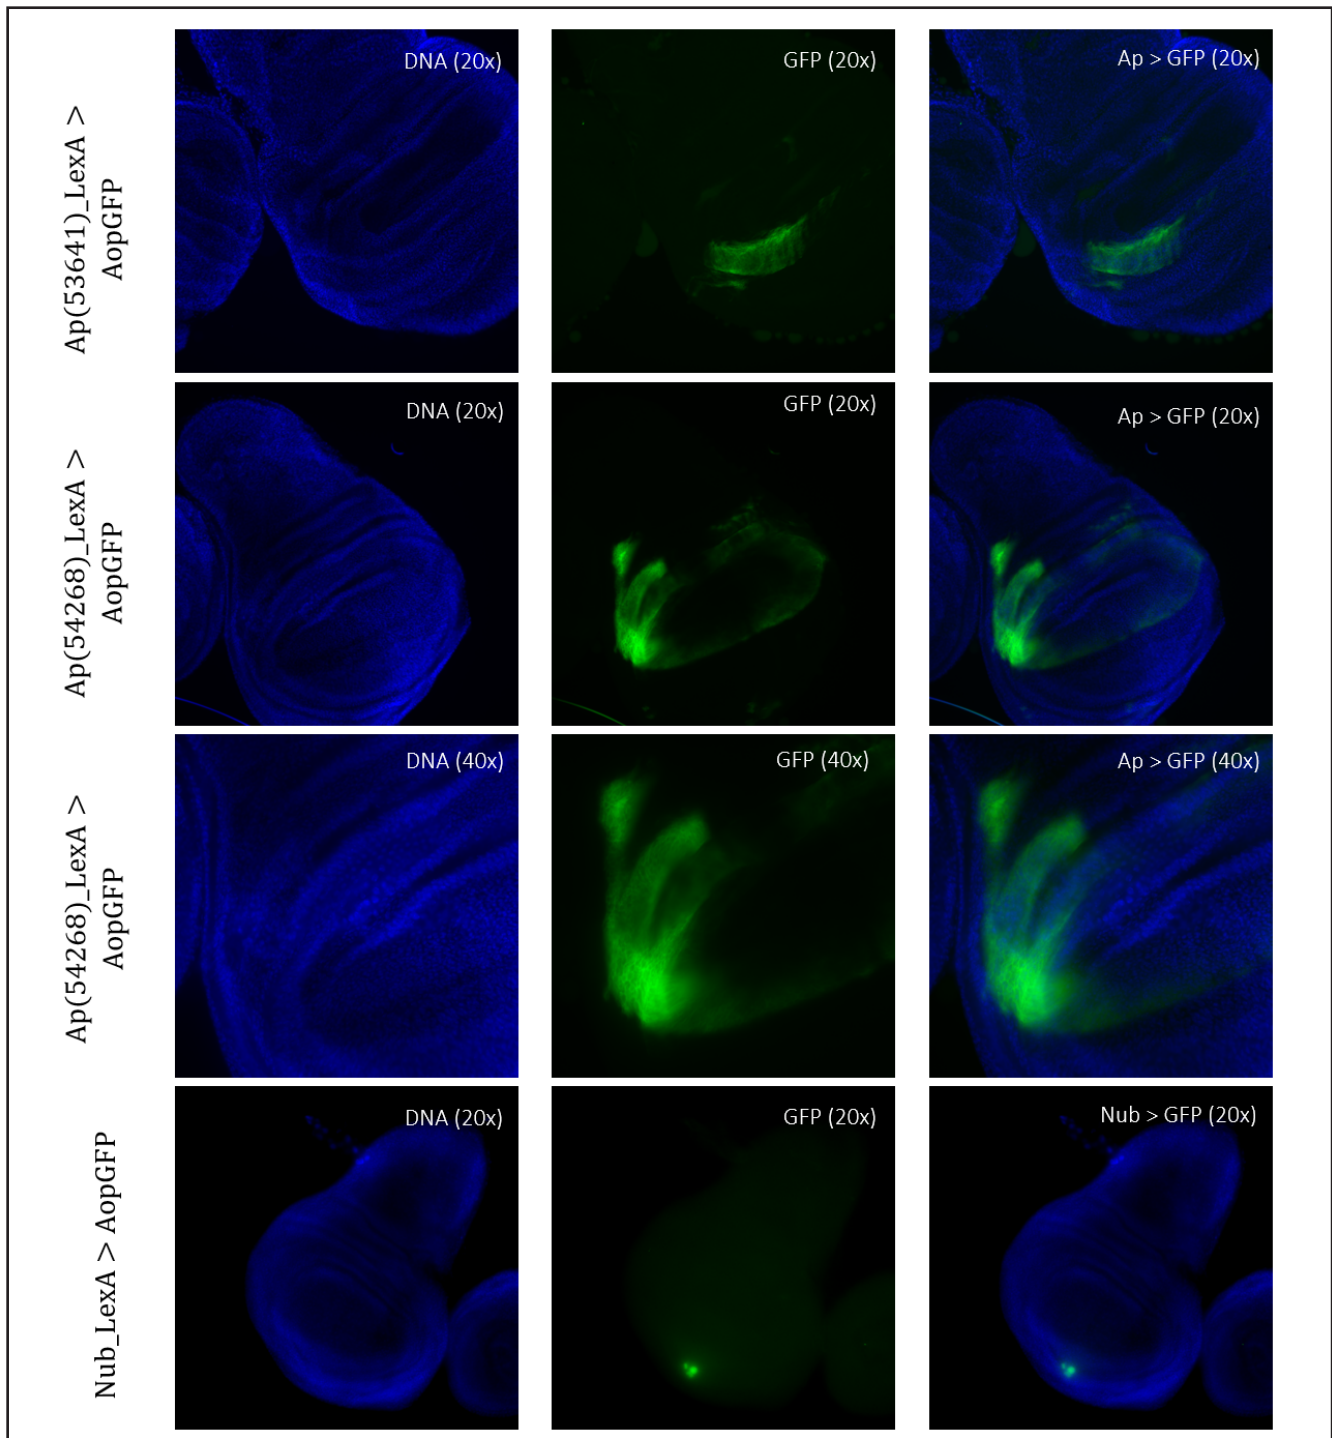 Ap(53641)_LexA >
AopGFP
DNA (20x)
GFP (20x)
Ap > GFP (20x)
Ap(54268)_LexA >
AopGFP
DNA (20x)
GFP (20x)
Ap > GFP (20x)
Ap(54268)_LexA >
AopGFP
DNA (40x)
GFP (40x)
Ap > GFP (40x)
Nub_LexA > AopGFP
DNA (20x)
GFP (20x)
Nub > GFP (20x)